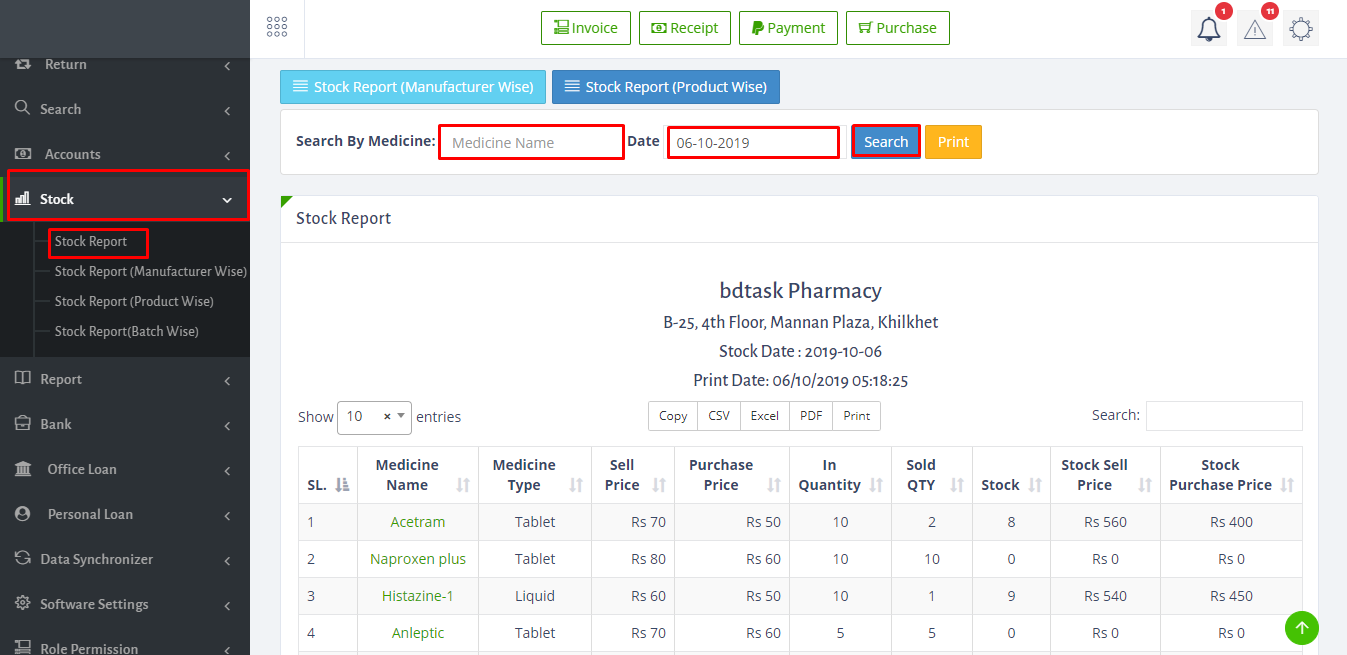 Invoice Receipt Payment Purchase 1 11
Return
Search
Accounts
Stock
Stock Report
Stock Report (Manufacturer Wise)
Stock Report (Product Wise)
Stock Report(Batch Wise)
Report
Bank
Office Loan
Personal Loan
Data Synchronizer
Software Settings
Role Permission
Stock Report (Manufacturer Wise) Stock Report (Product Wise)
Search By Medicine: Medicine Name Date 06-10-2019 Search Print
Stock Report
bdtask Pharmacy
B-25, 4th Floor, Mannan Plaza, Khilkhet
Stock Date : 2019-10-06
Print Date: 06/10/2019 05:18:25
Show 10 × entries Copy CSV Excel PDF Print Search:
SL. Medicine Name Medicine Type Sell Price Purchase Price In Quantity Sold QTY Stock Stock Sell Price Stock Purchase Price
1 Acetram Tablet Rs 70 Rs 50 10 2 8 Rs 560 Rs 400
2 Naproxen plus Tablet Rs 80 Rs 60 10 10 0 Rs 0 Rs 0
3 Histazine-1 Liquid Rs 60 Rs 50 10 1 9 Rs 540 Rs 450
4 Anleptic Tablet Rs 70 Rs 60 5 5 0 Rs 0 Rs 0